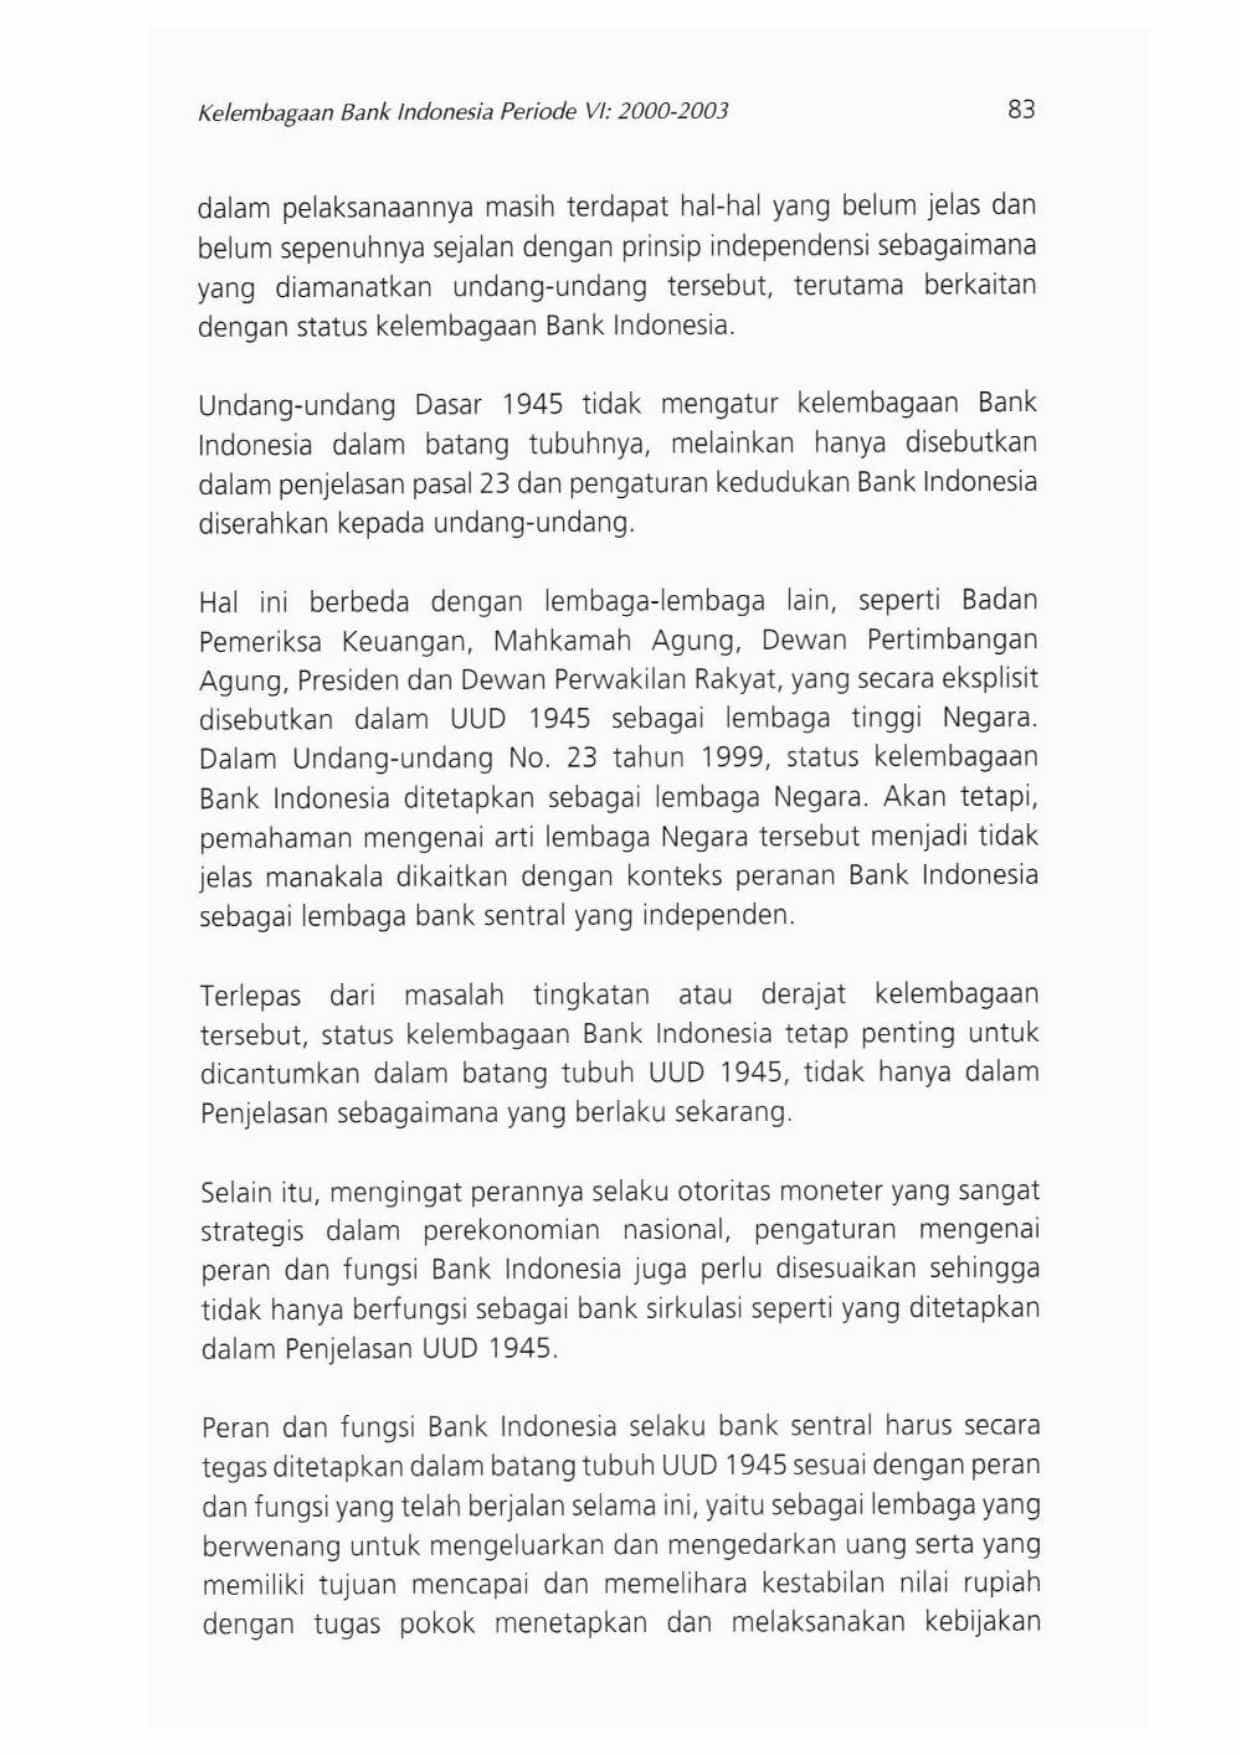 Kelembagaan Bank Indonesia Periode VI: 2000-2003 83
dalam pelaksanaannya masih terdapat hal-hal yang belum jelas dan
belum sepenuhnya sejalan dengan prinsip independensi sebagaimana
yang diamanatkan undang-undang tersebut, terutama berkaitan
dengan status kelembagaan Bank Indonesia.
Undang-undang Dasar 1945 tidak mengatur kelembagaan Bank
Indonesia dalam batang tubuhnya, melainkan hanya disebutkan
dalam penjelasan pasal 23 dan pengaturan kedudukan Bank Indonesia
diserahkan kepada undang-undang.
Hal ini berbeda dengan lembaga-lembaga lain, seperti Badan
Pemeriksa Keuangan, Mahkamah Agung, Dewan Pertimbangan
Agung, Presiden dan Dewan Perwakilan Rakyat, yang secara eksplisit
disebutkan dalam UUD 1945 sebagai lembaga tinggi Negara.
Dalam Undang-undang No. 23 tahun 1999, status kelembagaan
Bank Indonesia ditetapkan sebagai lembaga Negara. Akan tetapi,
pemahaman mengenai arti lembaga Negara tersebut menjadi tidak
jelas manakala dikaitkan dengan konteks peranan Bank Indonesia
sebagai lembaga bank sentral yang independen.
Terlepas dari masalah tingkatan atau derajat kelembagaan
tersebut, status kelembagaan Bank Indonesia tetap penting untuk
dicantumkan dalam batang tubuh UUD 1945, tidak hanya dalam
Penjelasan sebagaimana yang berlaku sekarang.
Selain itu, mengingat perannya selaku otoritas moneter yang sangat
strategis dalam perekonomian nasional, pengaturan mengenai
peran dan fungsi Bank Indonesia juga perlu disesuaikan sehingga
tidak hanya berfungsi sebagai bank sirkulasi seperti yang ditetapkan
dalam Penjelasan UUD 1945.
Peran dan fungsi Bank Indonesia selaku bank sentral harus secara
tegas ditetapkan dalam batang tubuh UUD 1945 sesuai dengan peran
dan fungsi yang telah berjalan selama ini, yaitu sebagai lembaga yang
berwenang untuk mengeluarkan dan mengedarkan uang serta yang
memiliki tujuan mencapai dan memelihara kestabilan nilai rupiah
dengan tugas pokok menetapkan dan melaksanakan kebijakan